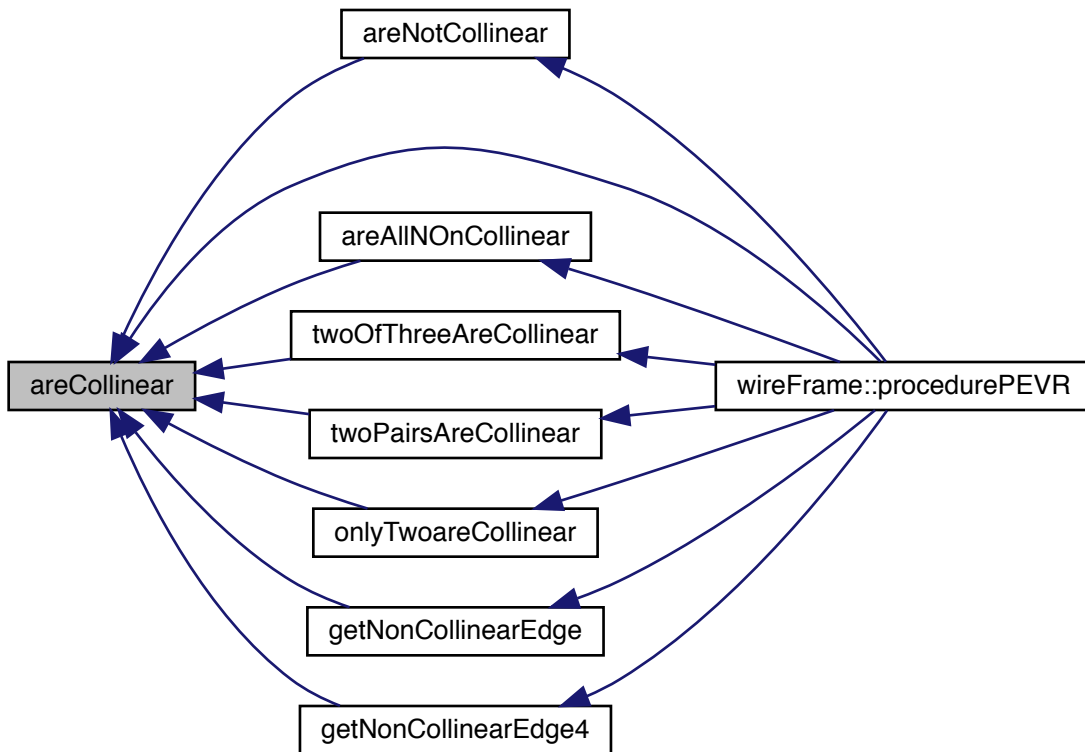 areNotCollinear
areAllNOnCollinear
twoOfThreeAreCollinear
areCollinear
wireFrame::procedurePEVR
twoPairsAreCollinear
onlyTwoareCollinear
getNonCollinearEdge
getNonCollinearEdge4